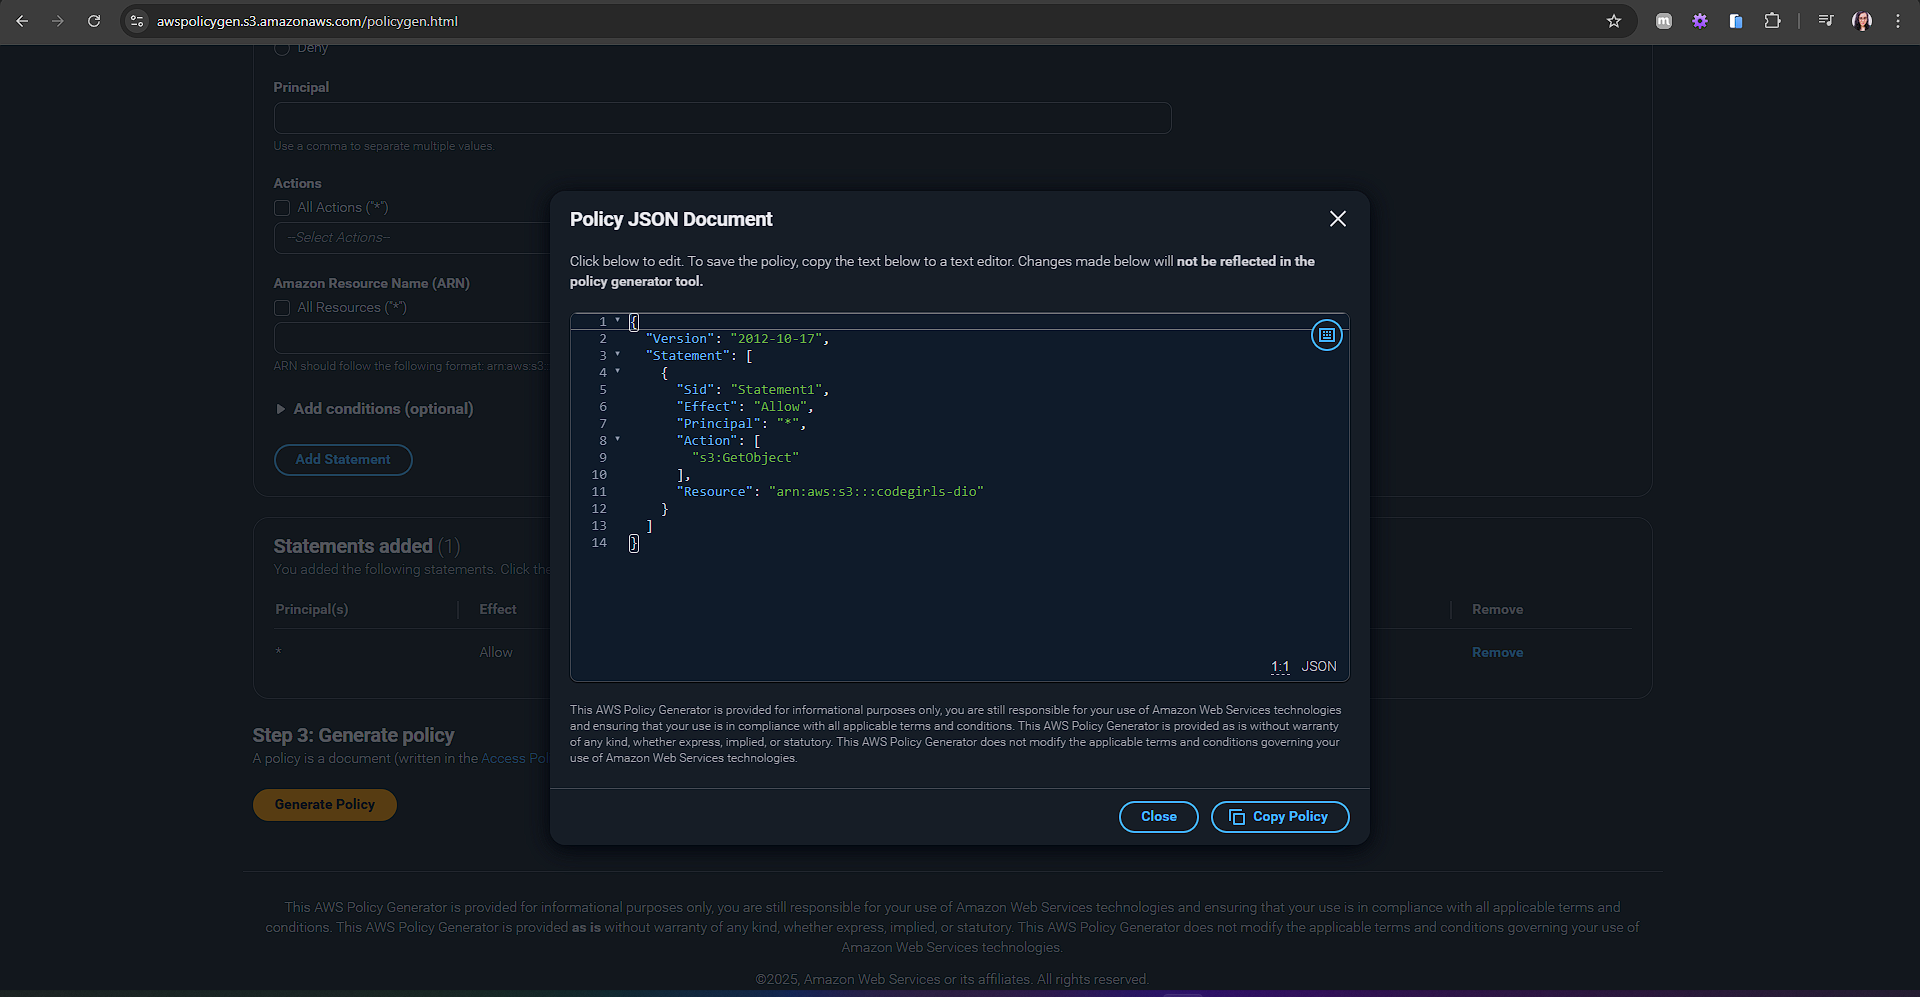 awspolicygen.s3.amazonaws.com/policygen.html
Deny
Principal
Use a comma to separate multiple values.
Actions
All Actions ("*")
--Select Actions--
Amazon Resource Name (ARN)
All Resources ("*")
ARN should follow the following format: arn:aws:s3:
Add conditions (optional)
Add Statement
Statements added (1)
You added the following statements. Click the
Principal(s)
Effect
Remove
*
Allow
Remove
Step 3: Generate policy
A policy is a document (written in the Access Pol
Generate Policy
Policy JSON Document
Click below to edit. To save the policy, copy the text below to a text editor. Changes made below will not be reflected in the
policy generator tool.
1 {
2 "Version": "2012-10-17",
3 "Statement": [
4 {
5 "Sid": "Statement1",
6 "Effect": "Allow",
7 "Principal": "*",
8 "Action": [
9 "s3:GetObject"
10 ],
11 "Resource": "arn:aws:s3:::codegirls-dio"
12 }
13 ]
14 }
1:1 JSON
This AWS Policy Generator is provided for informational purposes only, you are still responsible for your use of Amazon Web Services technologies
and ensuring that your use is in compliance with all applicable terms and conditions. This AWS Policy Generator is provided as is without warranty
of any kind, whether express, implied, or statutory. This AWS Policy Generator does not modify the applicable terms and conditions governing your
use of Amazon Web Services technologies.
Close
Copy Policy
This AWS Policy Generator is provided for informational purposes only, you are still responsible for your use of Amazon Web Services technologies and ensuring that your use is in compliance with all applicable terms and
conditions. This AWS Policy Generator is provided as is without warranty of any kind, whether express, implied, or statutory. This AWS Policy Generator does not modify the applicable terms and conditions governing your use of
Amazon Web Services technologies.
©2025, Amazon Web Services or its affiliates. All rights reserved.